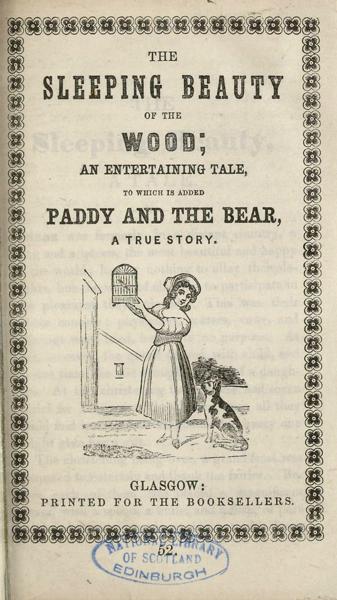 THE
SLEEPING BEAUTY
OF THE
WOOD;
AN ENTERTAINING TALE,
TO WHICH IS ADDED
PADDY AND THE BEAR,
A TRUE STORY.
GLASGOW:
PRINTED FOR THE BOOKSELLERS.
52.
NATIONAL LIBRARY
OF SCOTLAND
EDINBURGH